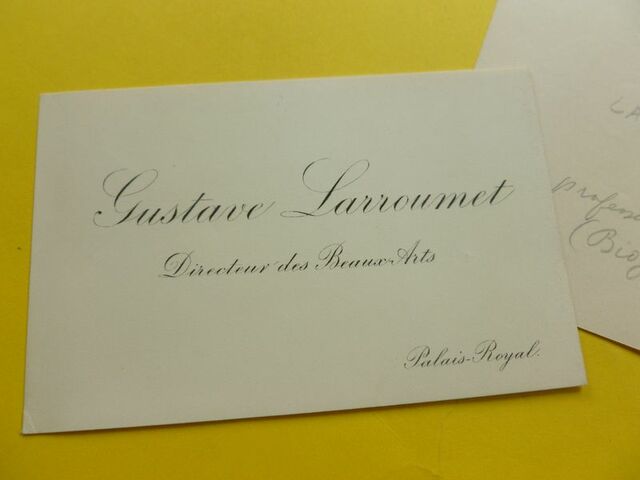 Gustave Larroumet
Directeur des Beaux-Arts
Palais-Royal.